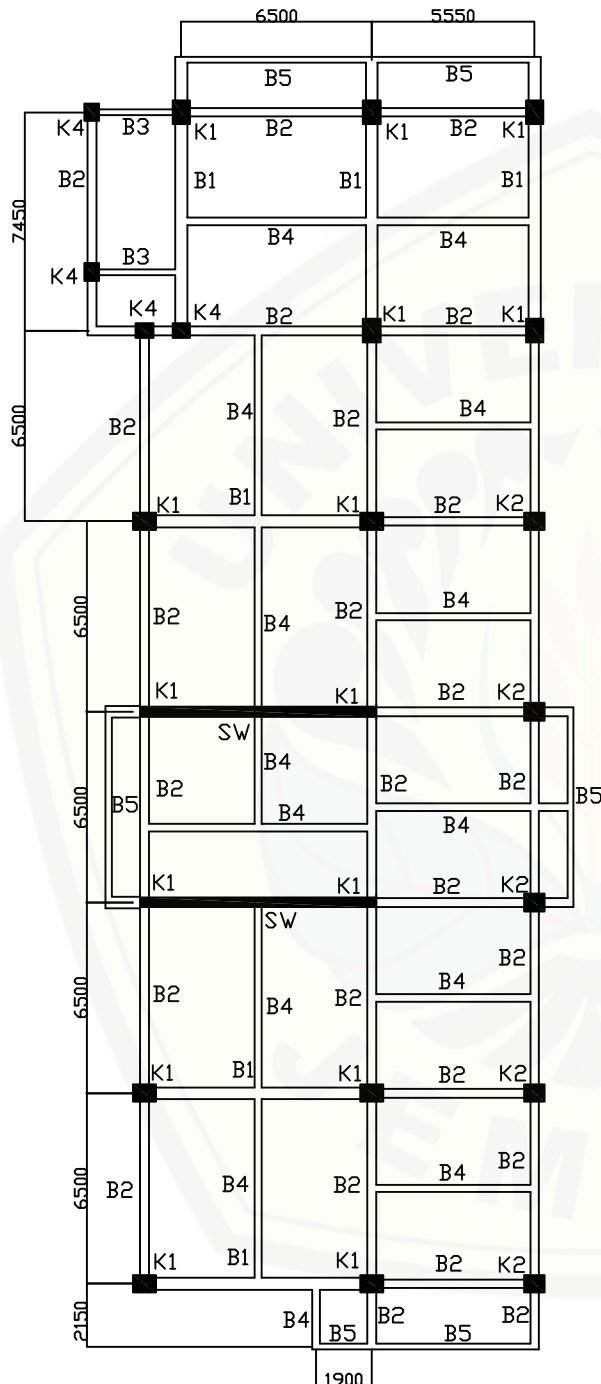 6500 5550
B5 B5
K4 B3 K1 B2 K1 B2 K1
B2 B1 B1 B1
7450
B4 B4
B3
K4
K4 K4 B2 K1 B2 K1
6500
B2 B4 B2 B4
K1 B1 K1 B2 K2
6500
B2 B4 B2 B4
K1 K1 B2 K2
SW
6500
B5 B2 B4 B2 B2 B5
B4 B4
K1 K1 B2 K2
SW
6500
B2 B4 B2 B4 B2
K1 B1 K1 B2 K2
6500
B2 B4 B2 B4 B2
K1 B1 K1 B2 K2
2150
B4 B5 B2 B5 B2
1900
UNIVE
JEM